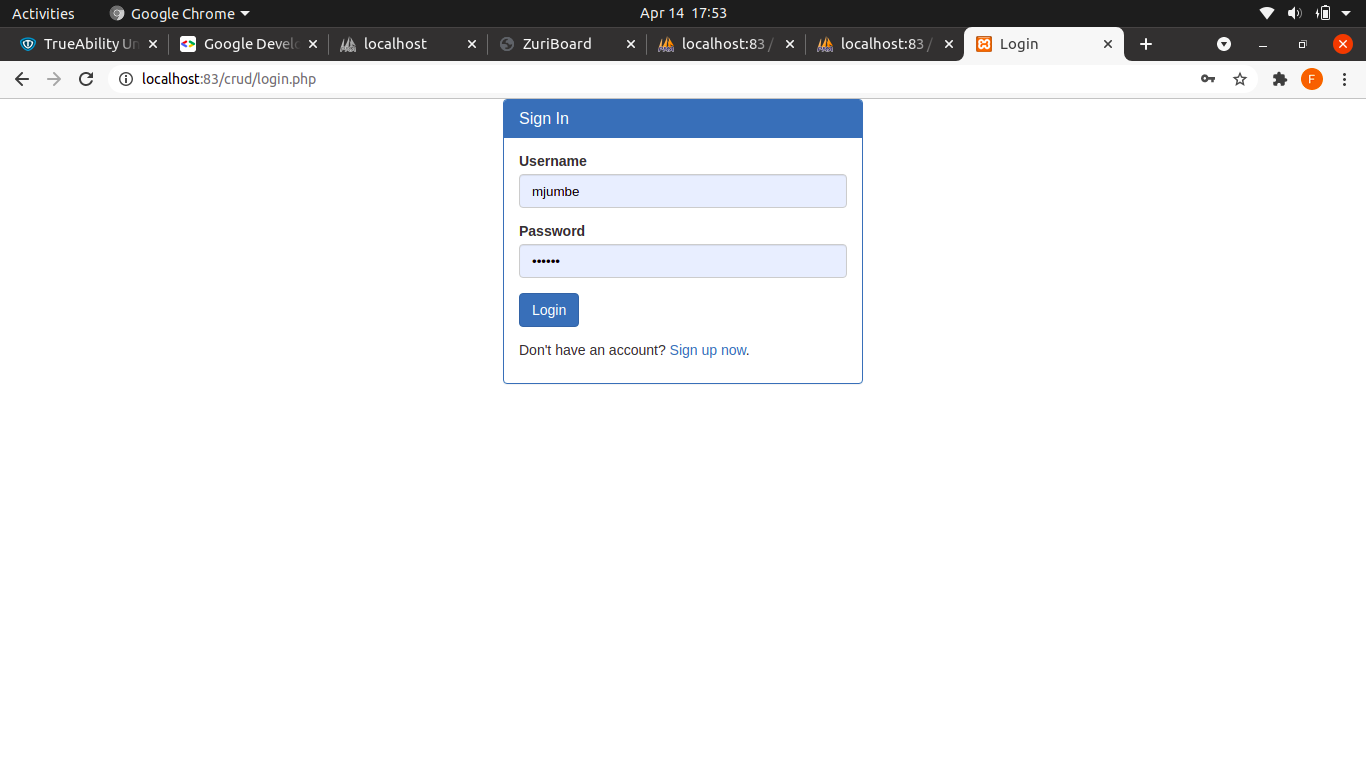 Activities Google Chrome Apr 14 17:53
TrueAbility Un Google Develo localhost ZuriBoard localhost:83 / localhost:83 / Login
localhost:83/crud/login.php F
Sign In
Username
mjumbe
Password
••••••
Login
Don't have an account? Sign up now.